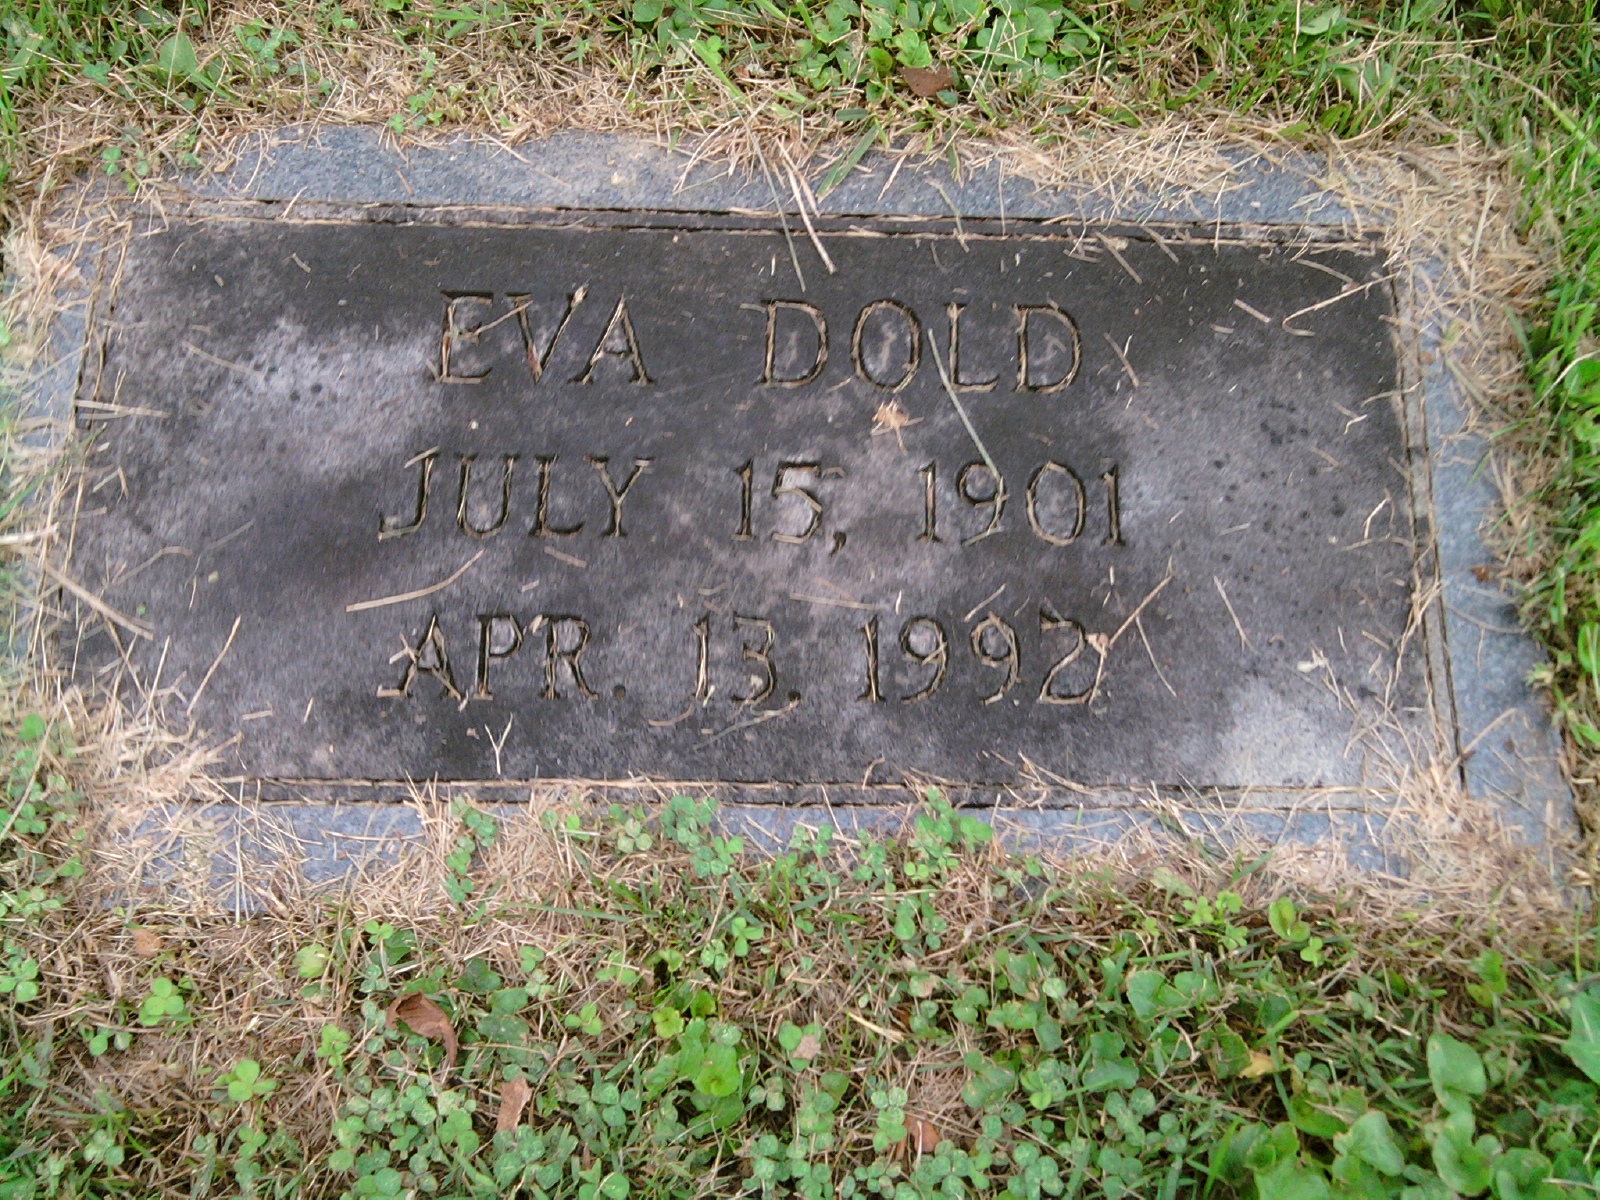 EVA DOLD
JULY 15, 1901
APR. 13, 1992